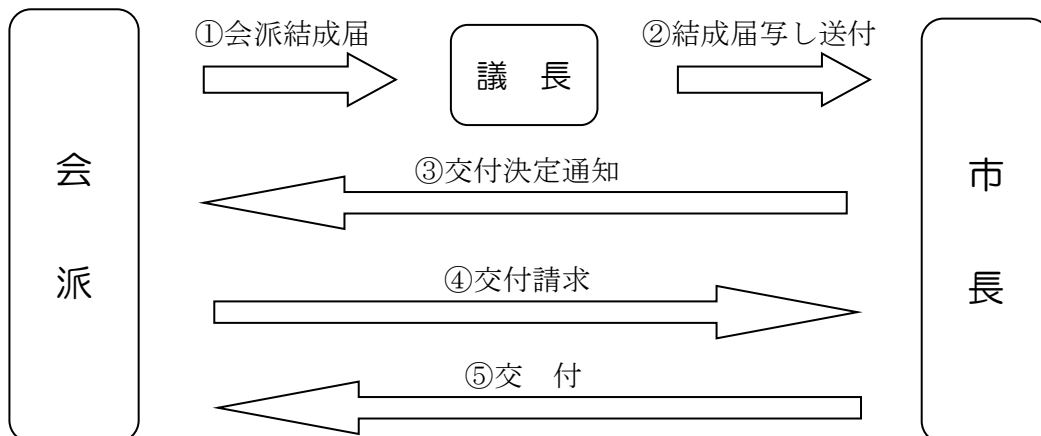 ①会派結成届
②結成届写し送付
議　長
会
派
③交付決定通知
市
長
④交付請求
⑤交　付